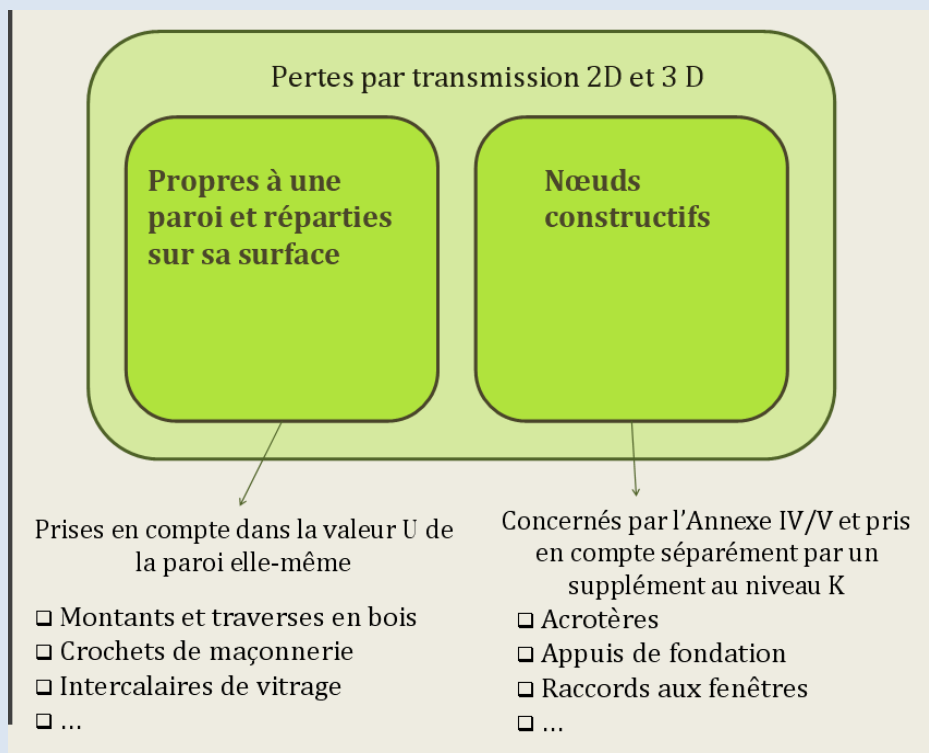 Pertes par transmission 2D et 3 D
Propres à une
paroi et réparties
sur sa surface
Nœuds
constructifs
Prises en compte dans la valeur U de
la paroi elle-même
❑ Montants et traverses en bois
❑ Crochets de maçonnerie
❑ Intercalaires de vitrage
❑ ...
Concernés par l'Annexe IV/V et pris
en compte séparément par un
supplément au niveau K
❑ Acrotères
❑ Appuis de fondation
❑ Raccords aux fenêtres
❑ ...